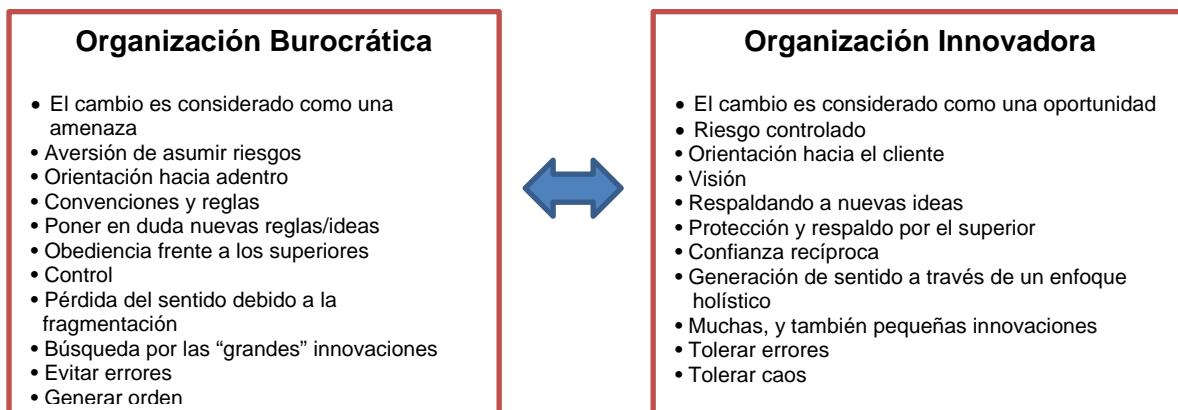 Organización Burocrática
• El cambio es considerado como una
amenaza
• Aversión de asumir riesgos
• Orientación hacia adentro
• Convenciones y reglas
• Poner en duda nuevas reglas/ideas
• Obediencia frente a los superiores
• Control
• Pérdida del sentido debido a la
fragmentación
• Búsqueda por las “grandes” innovaciones
• Evitar errores
• Generar orden
Organización Innovadora
• El cambio es considerado como una oportunidad
• Riesgo controlado
• Orientación hacia el cliente
• Visión
• Respaldando a nuevas ideas
• Protección y respaldo por el superior
• Confianza recíproca
• Generación de sentido a través de un enfoque
holístico
• Muchas, y también pequeñas innovaciones
• Tolerar errores
• Tolerar caos